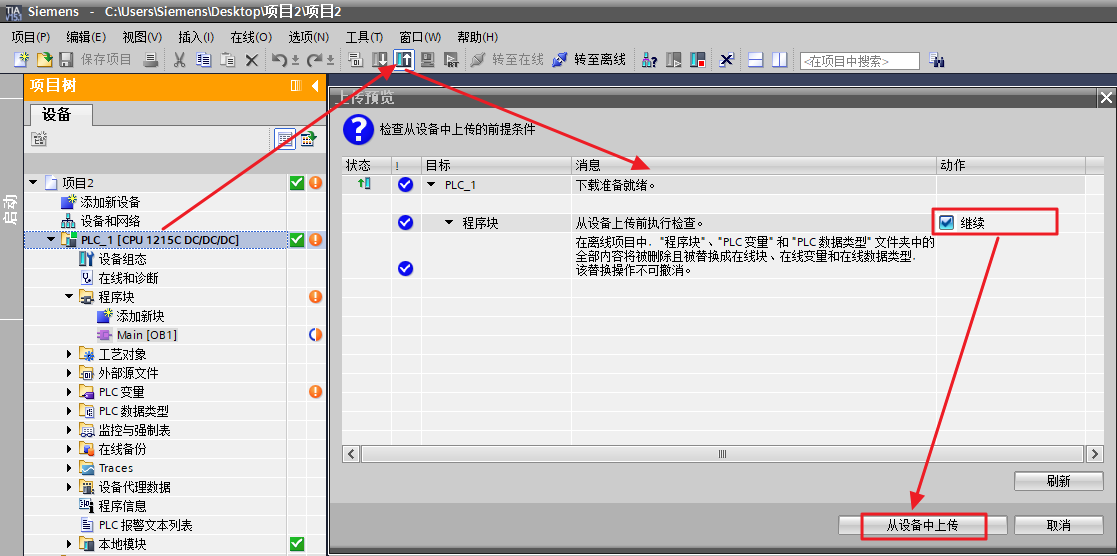 Siemens - C:\Users\Siemens\Desktop\项目2\项目2
项目(P) 编辑(E) 视图(V) 插入(I) 在线(O) 选项(N) 工具(T) 窗口(W) 帮助(H)
保存项目 转至在线 转至离线 <在项目中搜索>
项目树
设备
启动
项目2
添加新设备
设备和网络
PLC_1 [CPU 1215C DC/DC/DC]
设备组态
在线和诊断
程序块
添加新块
Main [OB1]
工艺对象
外部源文件
PLC 变量
PLC 数据类型
监控与强制表
在线备份
Traces
设备代理数据
程序信息
PLC 报警文本列表
本地模块
上传预览
检查从设备中上传的前提条件
状态 ! 目标 消息 动作
PLC_1 下载准备就绪。
程序块 从设备上传前执行检查。 继续
在离线项目中，"程序块"、"PLC 变量" 和 "PLC 数据类型" 文件夹中的
全部内容将被删除且被替换成在线块、在线变量和在线数据类型.
该替换操作不可撤消。
刷新
从设备中上传 取消